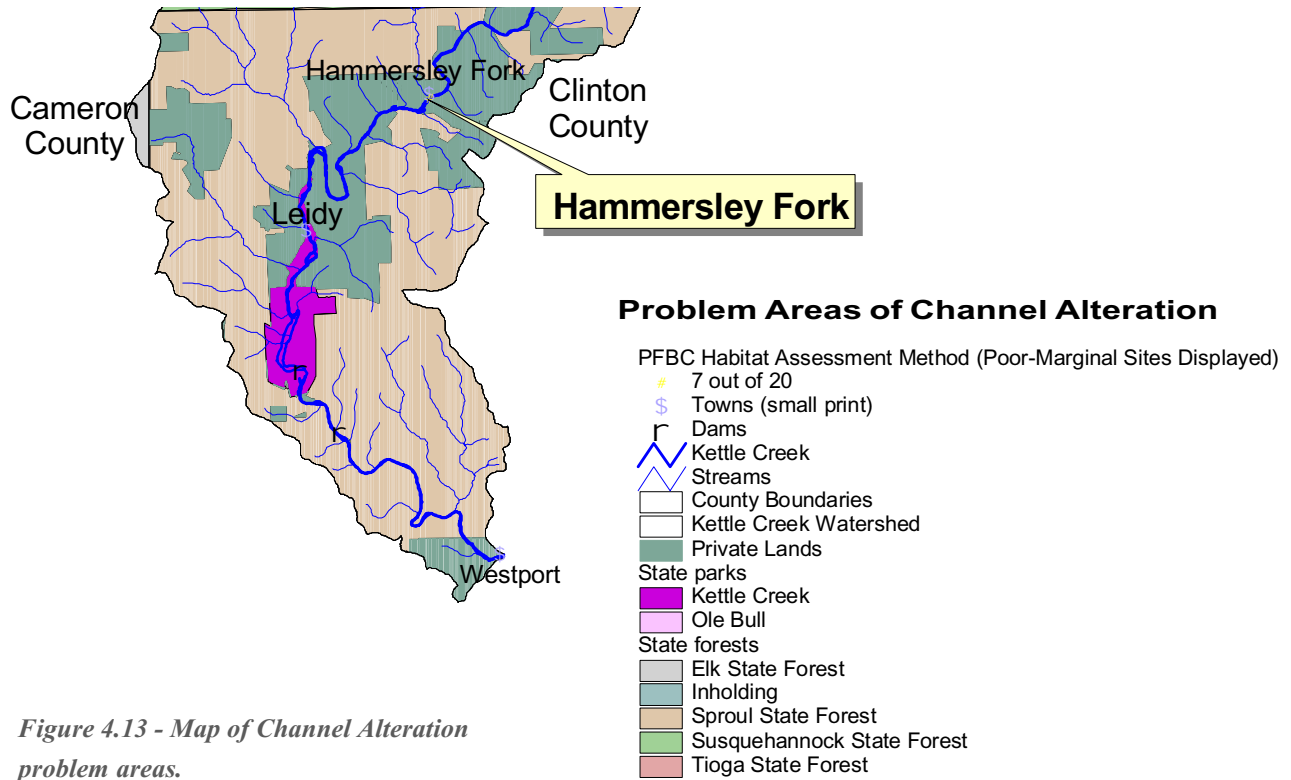 Hammersley Fork
Cameron
County
Clinton
County
Hammersley Fork
Leidy
$
r
r
$
Westport
Problem Areas of Channel Alteration
PFBC Habitat Assessment Method (Poor-Marginal Sites Displayed)
# 7 out of 20
$ Towns (small print)
r Dams
Kettle Creek
Streams
County Boundaries
Kettle Creek Watershed
Private Lands
State parks
Kettle Creek
Ole Bull
State forests
Elk State Forest
Inholding
Sproul State Forest
Susquehannock State Forest
Tioga State Forest
Figure 4.13 - Map of Channel Alteration
problem areas.